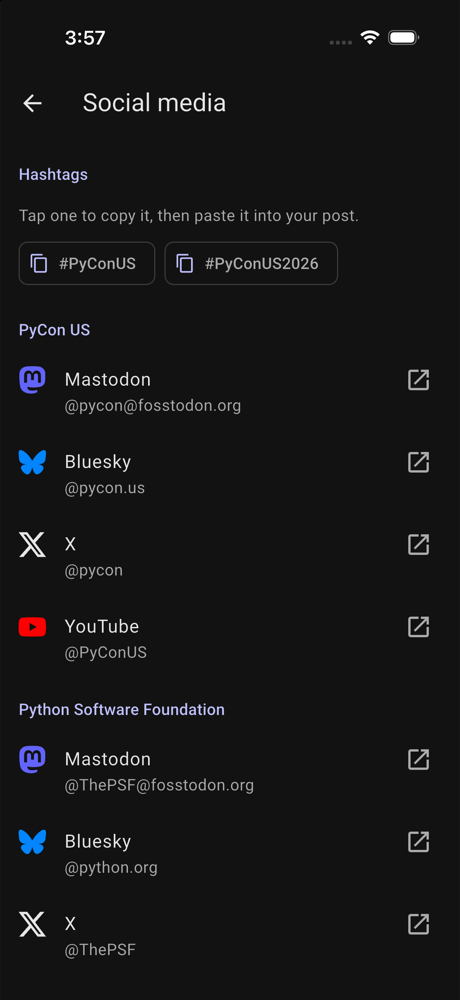 3:57
Social media
Hashtags
Tap one to copy it, then paste it into your post.
#PyConUS
#PyConUS2026
PyCon US
Mastodon
@pycon@fosstodon.org
Bluesky
@pycon.us
X
@pycon
YouTube
@PyConUS
Python Software Foundation
Mastodon
@ThePSF@fosstodon.org
Bluesky
@python.org
X
@ThePSF